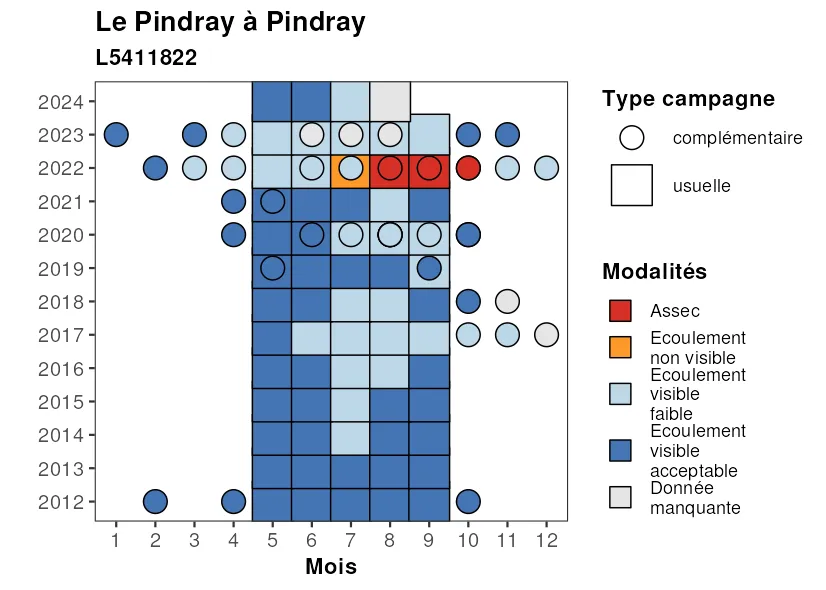 Le Pindray à Pindray
L5411822
2024
2023
2022
2021
2020
2019
2018
2017
2016
2015
2014
2013
2012
1 2 3 4 5 6 7 8 9 10 11 12
Mois
Type campagne
complémentaire
usuelle
Modalités
Assec
Ecoulement
non visible
Ecoulement
visible
faible
Ecoulement
visible
acceptable
Donnée
manquante